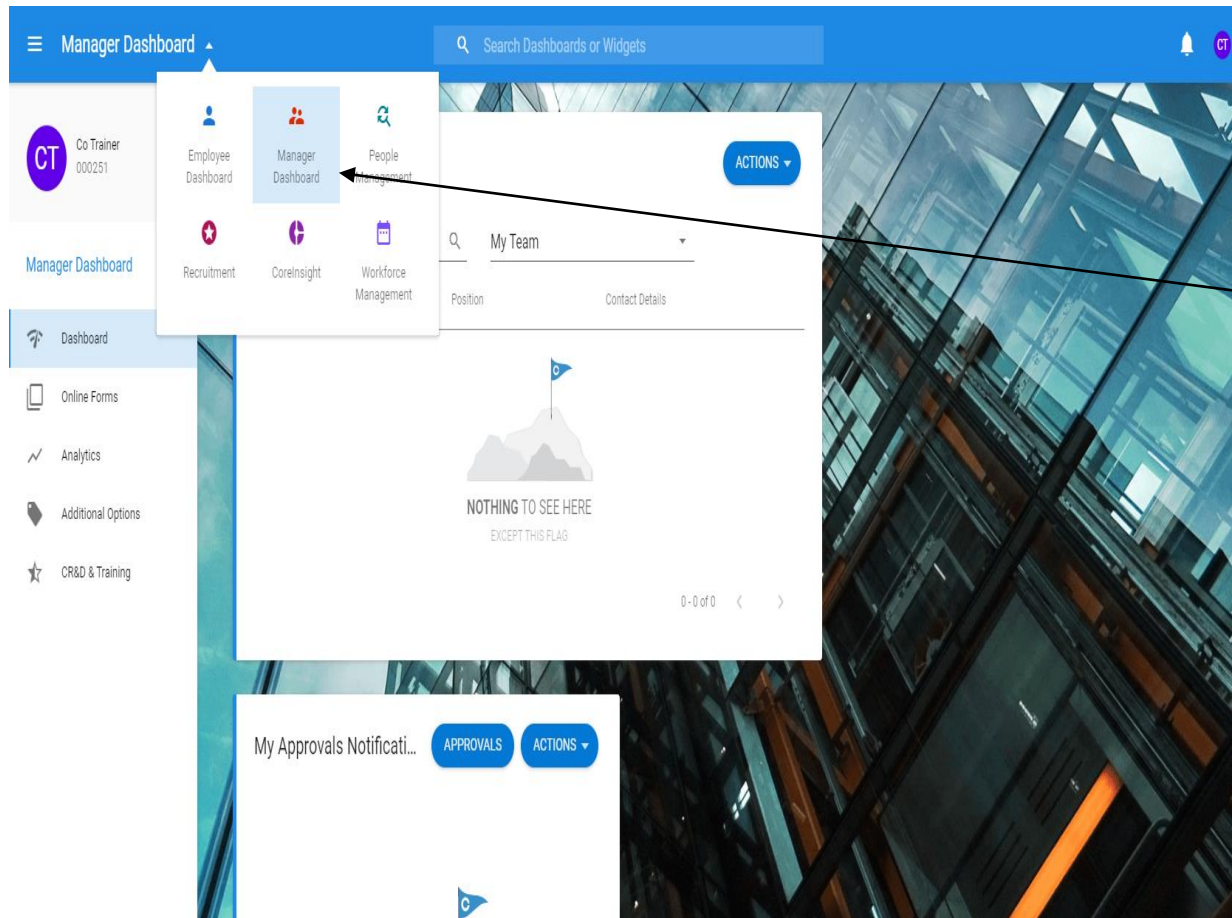 Manager Dashboard
Search Dashboards or Widgets
CT
CT
Co Trainer
000251
Employee
Dashboard
Manager
Dashboard
People
Management
Recruitment
CoreInsight
Workforce
Management
ACTIONS
My Team
Position
Contact Details
Manager Dashboard
Dashboard
Online Forms
Analytics
Additional Options
CR&D & Training
C
NOTHING TO SEE HERE
EXCEPT THIS FLAG
0 - 0 of 0
My Approvals Notificati...
APPROVALS
ACTIONS
C